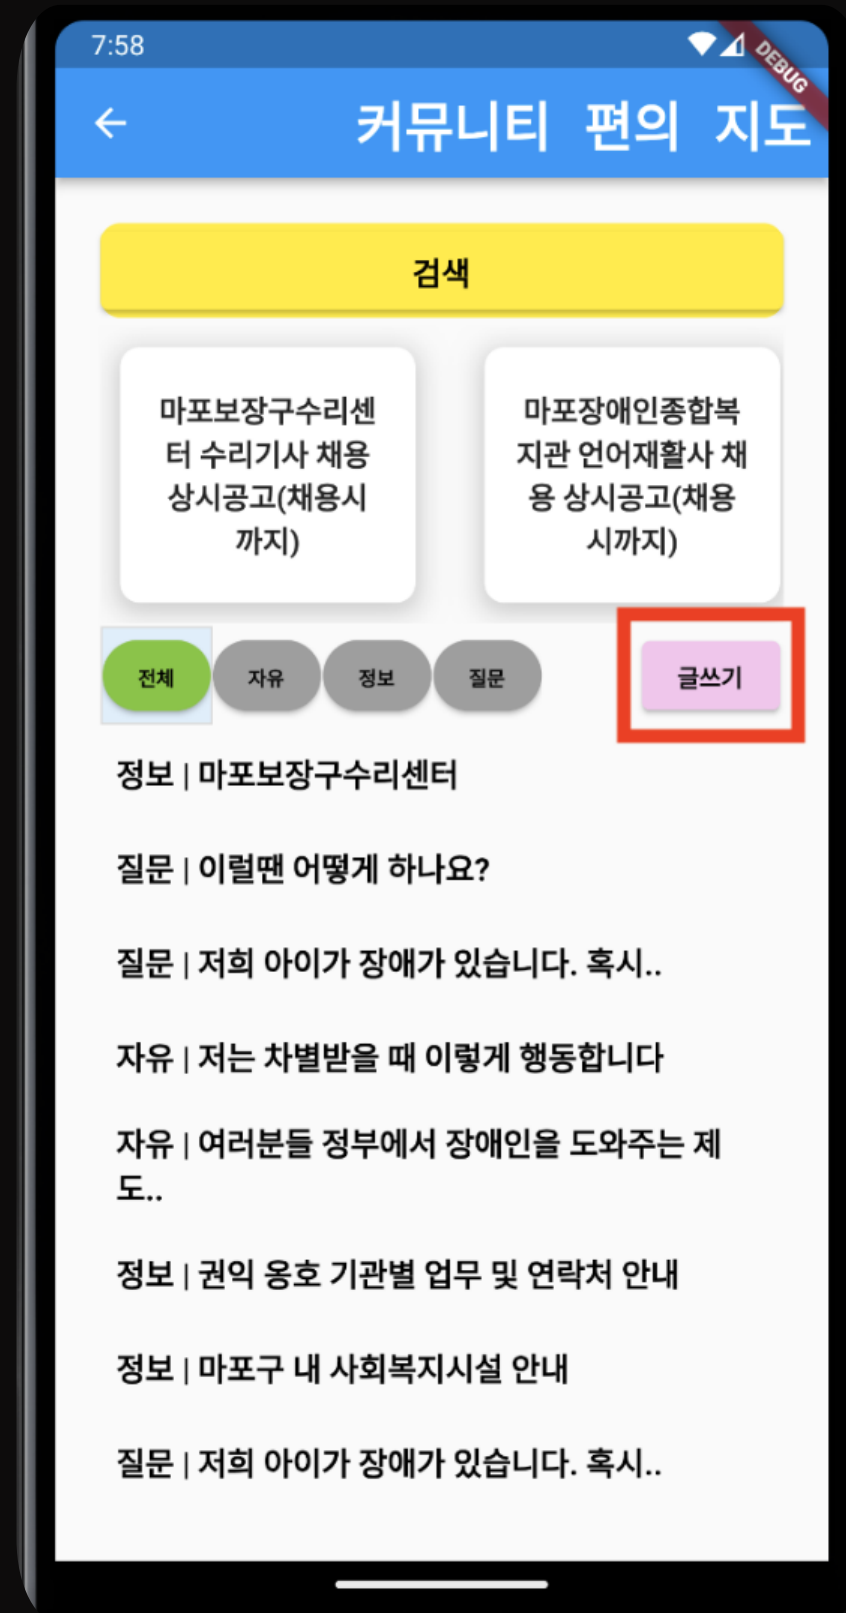 7:58
DEBUG
커뮤니티 편의 지도
검색
마포보장구수리센
터 수리기사 채용
상시공고(채용시
까지)
마포장애인종합복
지관 언어재활사 채
용 상시공고(채용
시까지)
전체 자유 정보 질문 글쓰기
정보 | 마포보장구수리센터
질문 | 이럴땐 어떻게 하나요?
질문 | 저희 아이가 장애가 있습니다. 혹시..
자유 | 저는 차별받을 때 이렇게 행동합니다
자유 | 여러분들 정부에서 장애인을 도와주는 제
도..
정보 | 권익 옹호 기관별 업무 및 연락처 안내
정보 | 마포구 내 사회복지시설 안내
질문 | 저희 아이가 장애가 있습니다. 혹시..